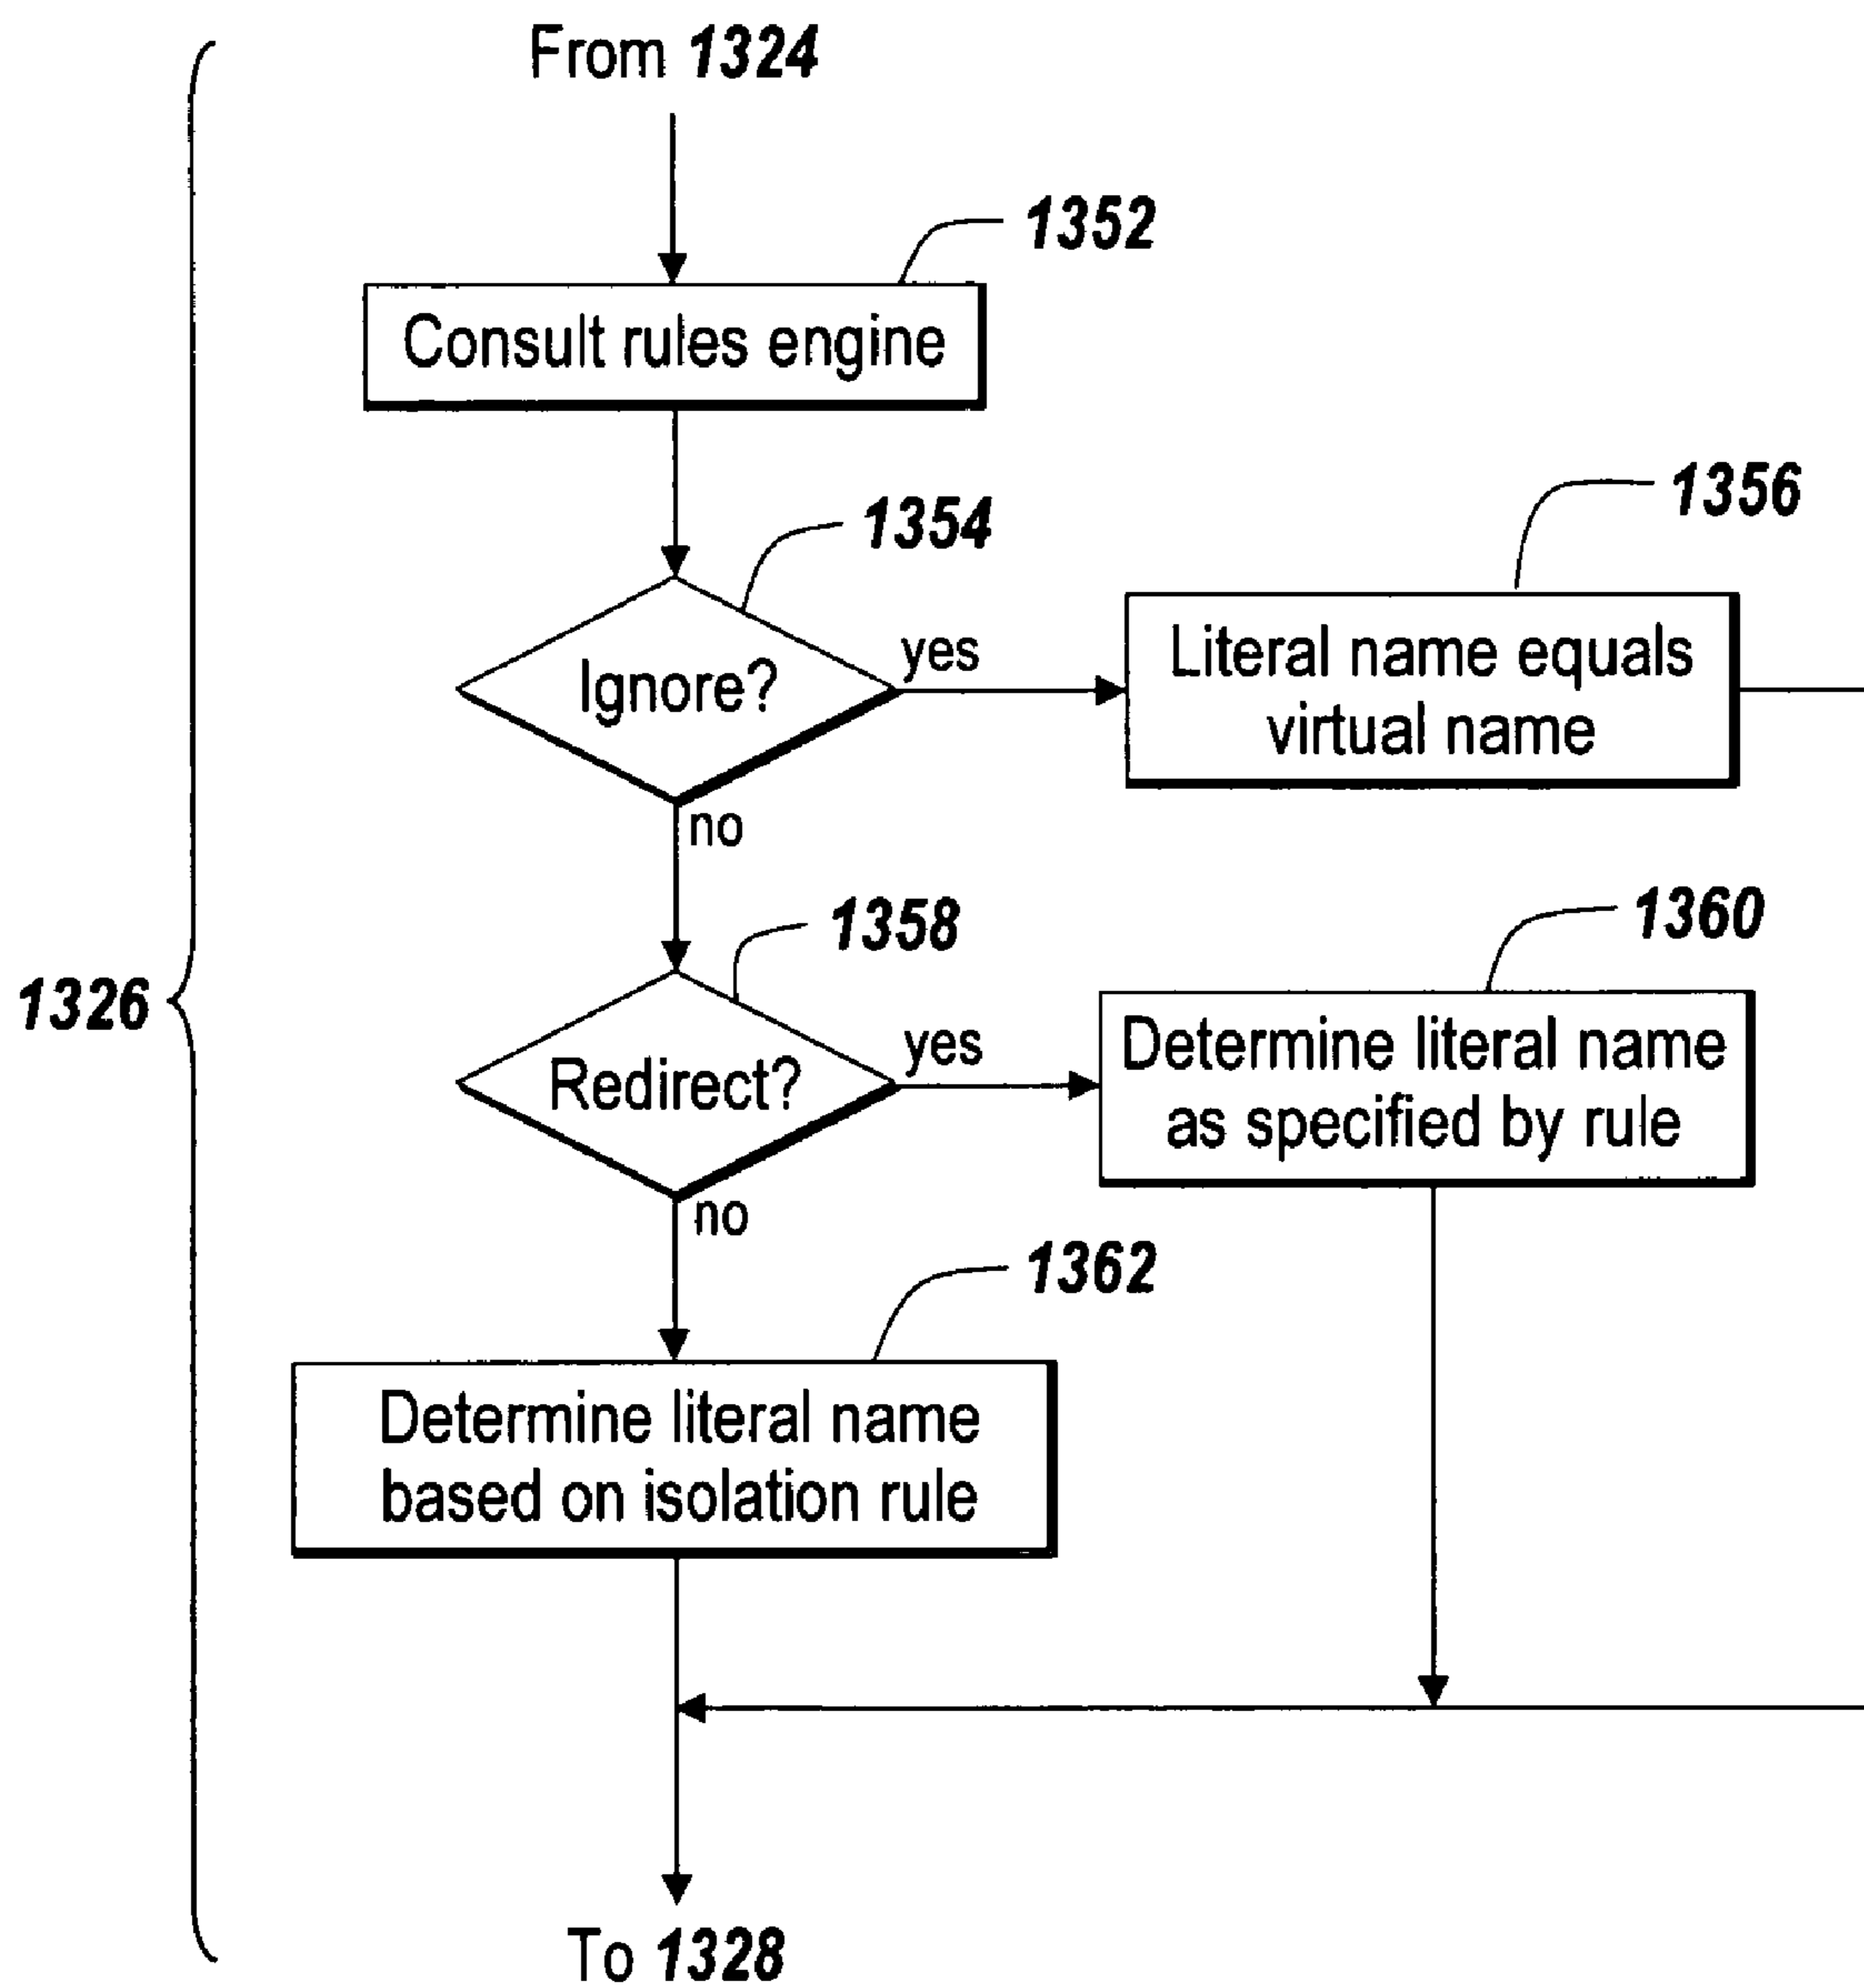 From 1324
1352
Consult rules engine
1354
1356
Ignore?
yes
Literal name equals
virtual name
no
1358
1360
1326
Redirect?
yes
Determine literal name
as specified by rule
no
1362
Determine literal name
based on isolation rule
To 1328